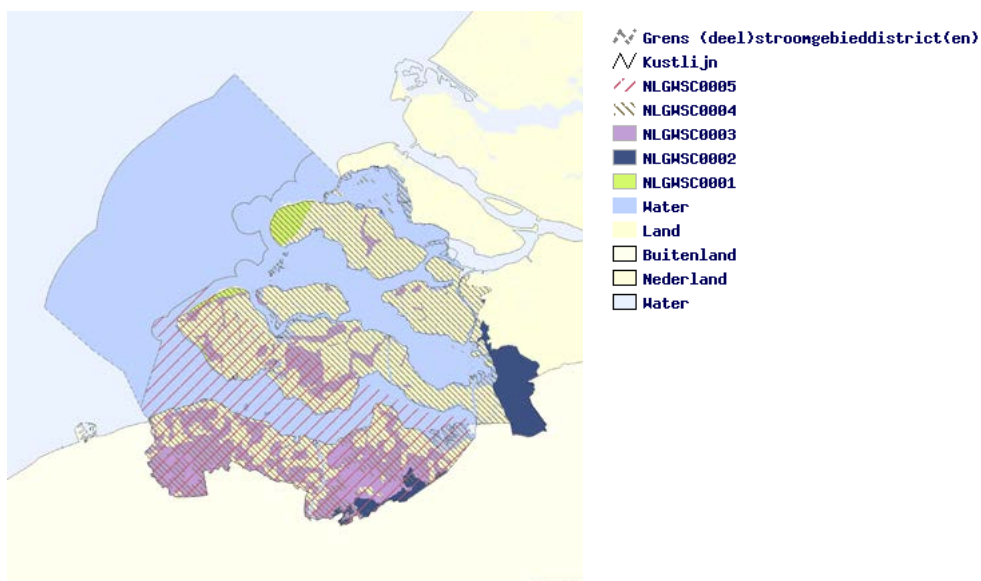 Grens (deel)stroomgebieddistrict(en)
Kustlijn
NLGWSC0005
NLGWSC0004
NLGWSC0003
NLGWSC0002
NLGWSC0001
Water
Land
Buitenland
Nederland
Water